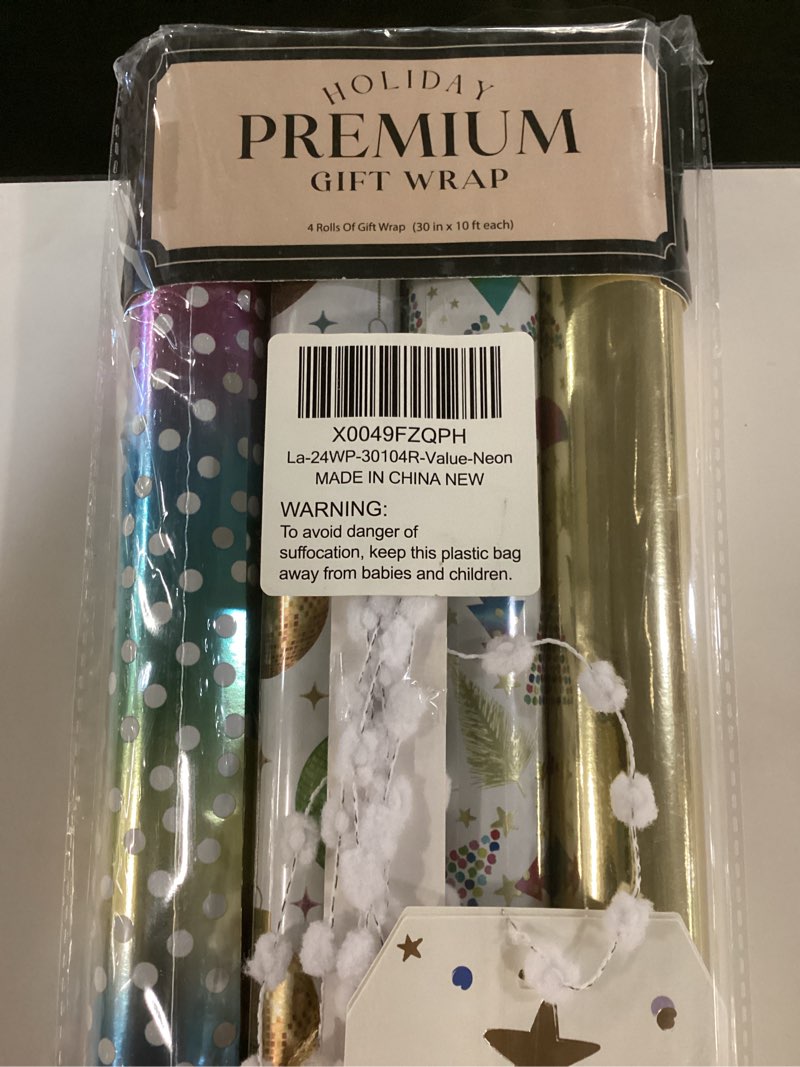 HOLIDAY
PREMIUM
GIFT WRAP
4 Rolls Of Gift Wrap (30 in x 10 ft each)
X0049FZQPH
La-24WP-30104R-Value-Neon
MADE IN CHINA NEW
WARNING:
To avoid danger of
suffocation, keep this plastic bag
away from babies and children.